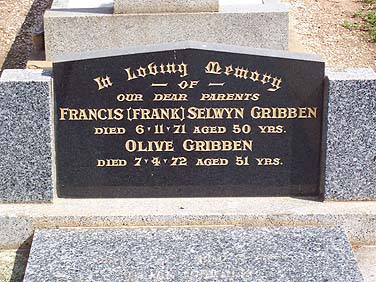 In Loving Memory
— OF —
OUR DEAR PARENTS
FRANCIS (FRANK) SELWYN GRIBBEN
DIED 6·11·71 AGED 50 YRS.
OLIVE GRIBBEN
DIED 7·4·72 AGED 51 YRS.